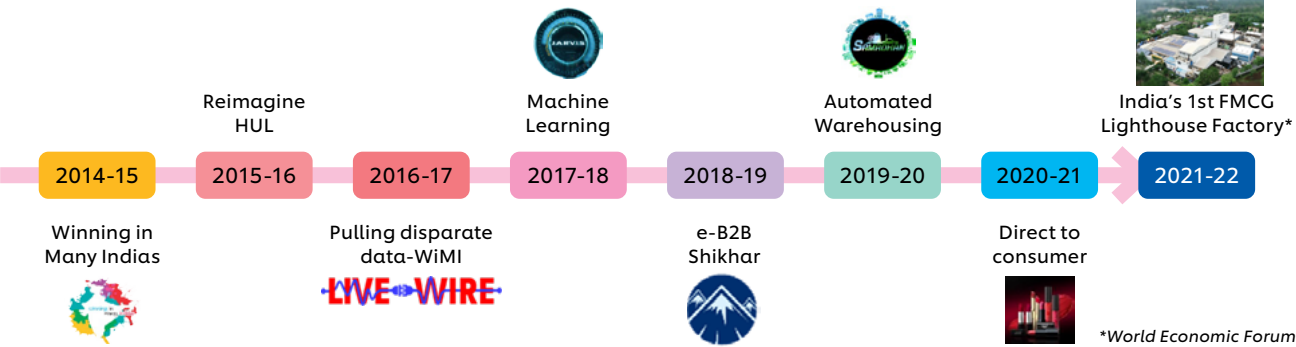 JARVIS
SAMADHAN
Reimagine
HUL
Machine
Learning
Automated
Warehousing
India’s 1st FMCG
Lighthouse Factory*
2014-15
2015-16
2016-17
2017-18
2018-19
2019-20
2020-21
2021-22
Winning in
Many Indias
Pulling disparate
data-WiMI
LIVE WIRE
e-B2B
Shikhar
Direct to
consumer
*World Economic Forum